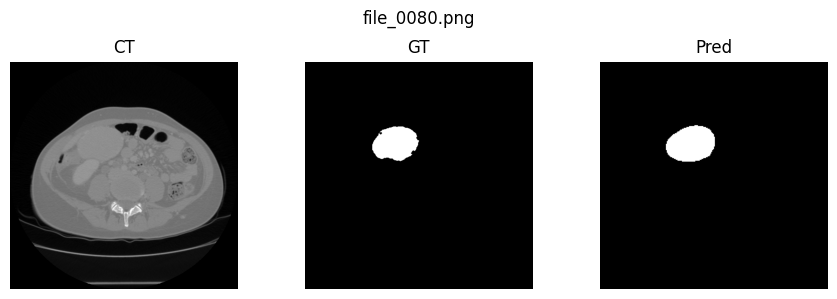 file_0080.png
CT
GT
Pred